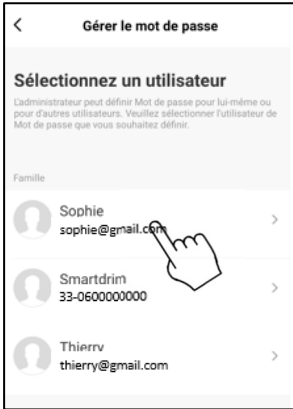 Gérer le mot de passe
Sélectionnez un utilisateur
L'administrateur peut définir Mot de passe pour lui-même ou
pour d'autres utilisateurs. Veuillez sélectionner l'utilisateur de
Mot de passe que vous souhaitez définir.
Famille
Sophie
sophie@gmail.com
Smartdrim
33-0600000000
Thierry
thierry@gmail.com